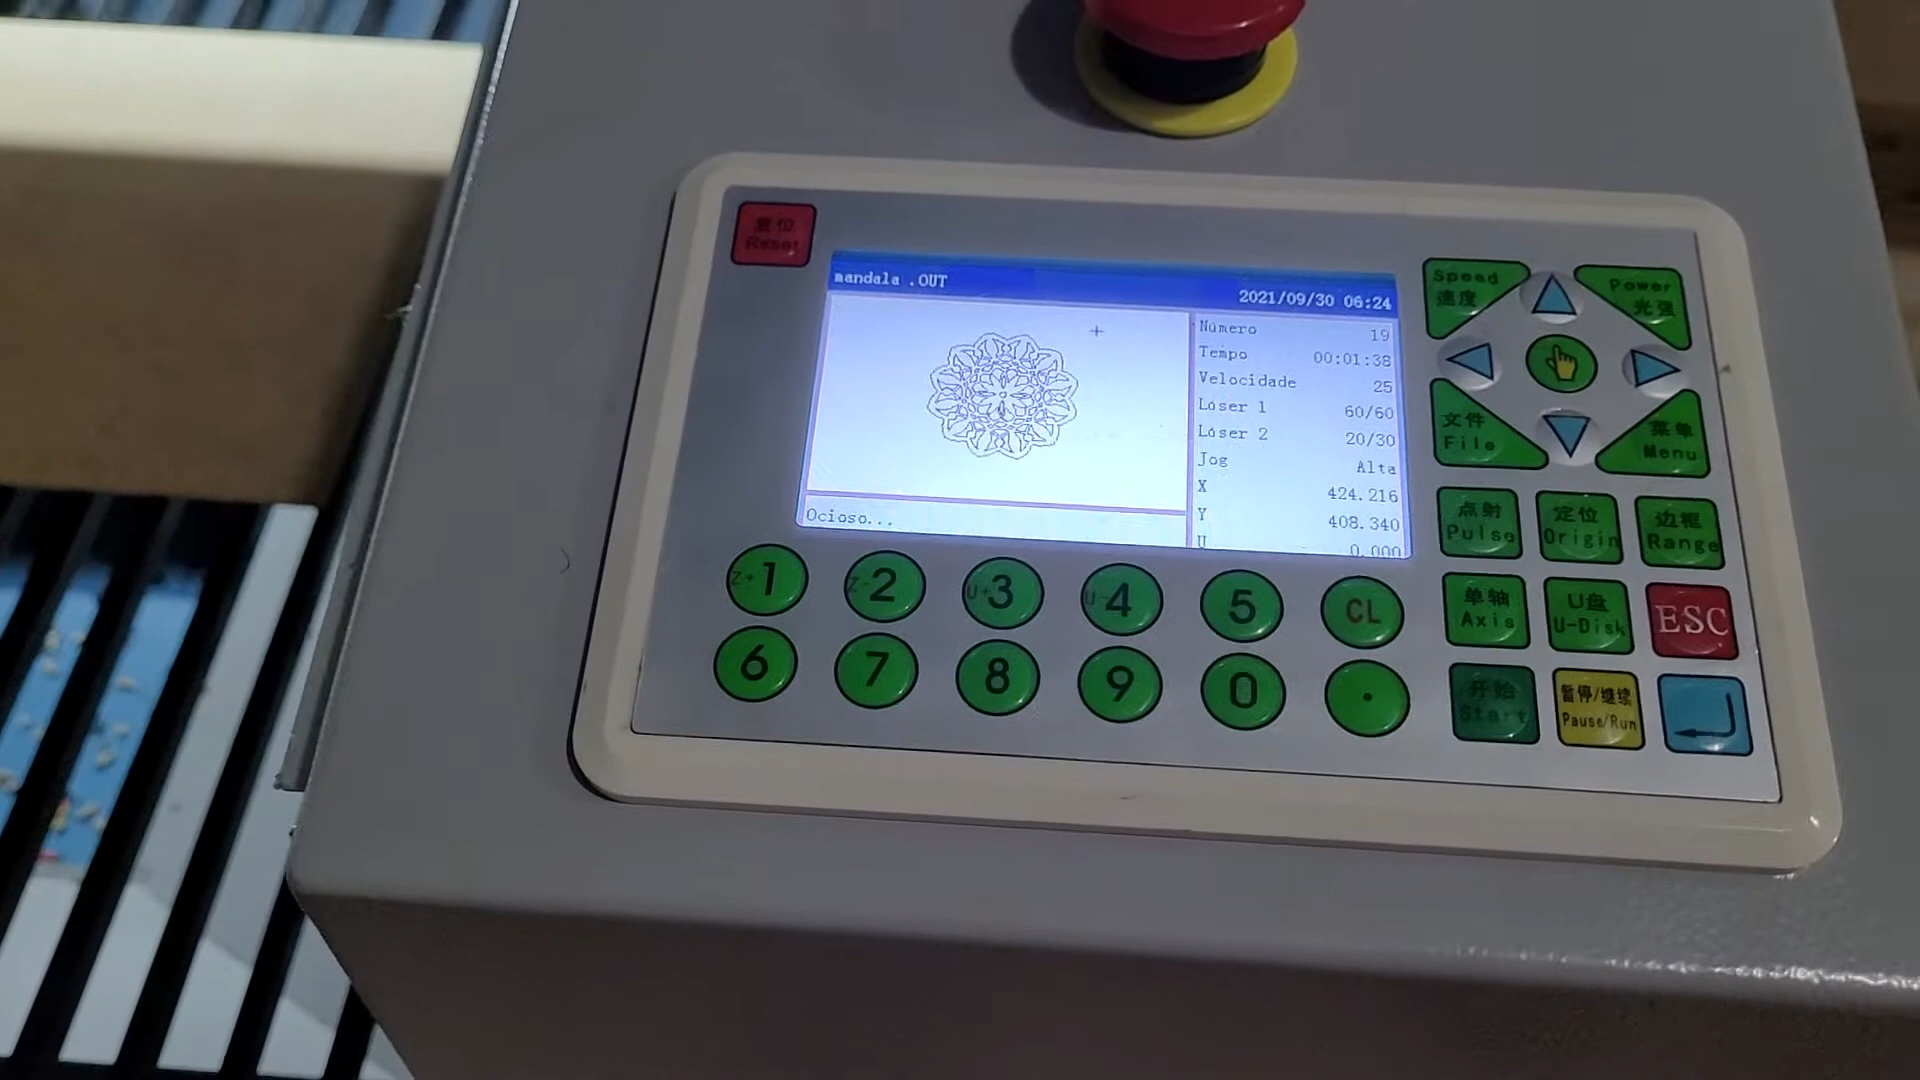 复位
Reset
mandala .OUT
2021/09/30 06:24
Número 19
Tempo 00:01:38
Velocidade 25
Láser 1 60/60
Láser 2 20/30
Jog Alta
X 424.216
Y 408.340
U 0.000
Ocioso...
Speed
速度
Power
光强
文件
File
菜单
Menu
点射
Pulse
定位
Origin
边框
Range
单轴
Axis
U盘
U-Disk
ESC
开始
Start
暂停/继续
Pause/Run
Z+ 1
Z- 2
U+ 3
U- 4
5
CL
6
7
8
9
0
.